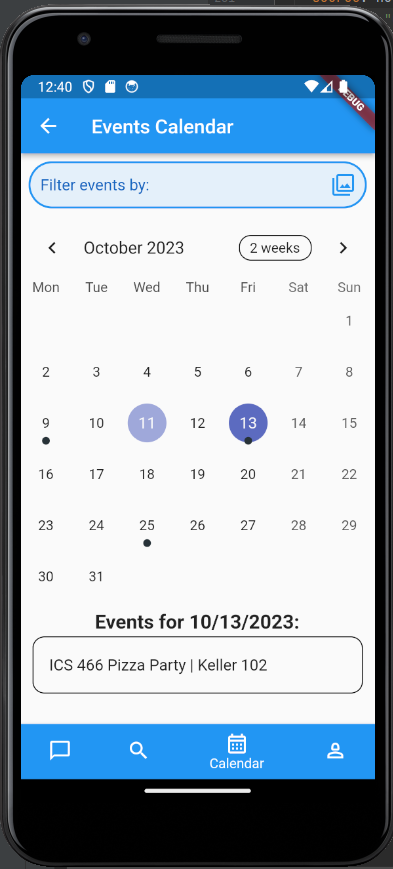 12:40
DEBUG
Events Calendar
Filter events by:
October 2023
2 weeks
Mon Tue Wed Thu Fri Sat Sun
1
2 3 4 5 6 7 8
9 10 11 12 13 14 15
16 17 18 19 20 21 22
23 24 25 26 27 28 29
30 31
Events for 10/13/2023:
ICS 466 Pizza Party | Keller 102
Calendar